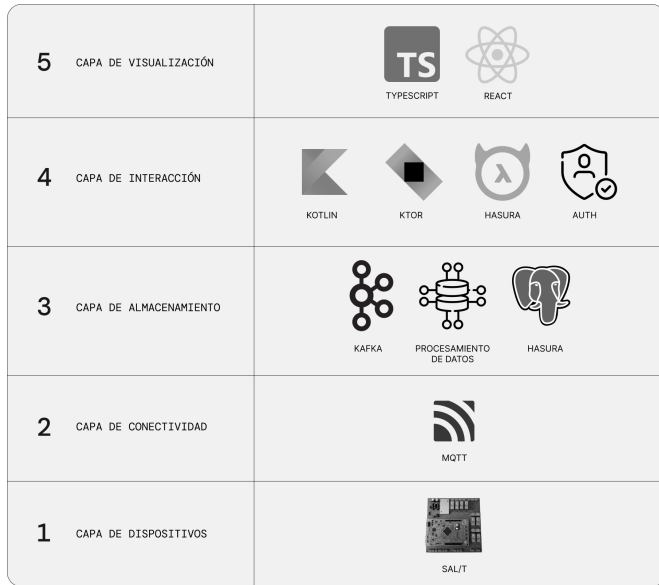 5 CAPA DE VISUALIZACIÓN
TS
TYPESCRIPT REACT
4 CAPA DE INTERACCIÓN
λ
KOTLIN KTOR HASURA AUTH
3 CAPA DE ALMACENAMIENTO
KAFKA PROCESAMIENTO HASURA
DE DATOS
2 CAPA DE CONECTIVIDAD
MQTT
1 CAPA DE DISPOSITIVOS
SAL/T